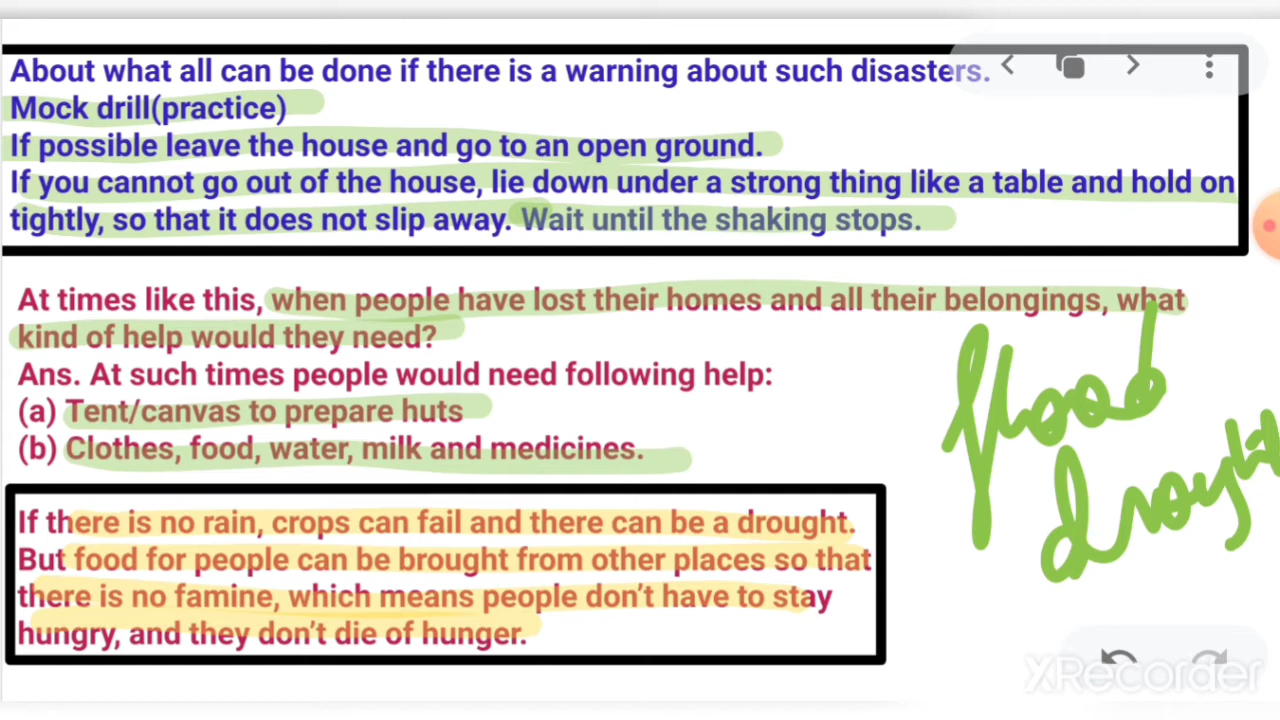 About what all can be done if there is a warning about such disasters.
Mock drill(practice)
If possible leave the house and go to an open ground.
If you cannot go out of the house, lie down under a strong thing like a table and hold on
tightly, so that it does not slip away. Wait until the shaking stops.
At times like this, when people have lost their homes and all their belongings, what
kind of help would they need?
Ans. At such times people would need following help:
(a) Tent/canvas to prepare huts
(b) Clothes, food, water, milk and medicines.
flood
If there is no rain, crops can fail and there can be a drought.
But food for people can be brought from other places so that
there is no famine, which means people don't have to stay
hungry, and they don't die of hunger.
XRecorder